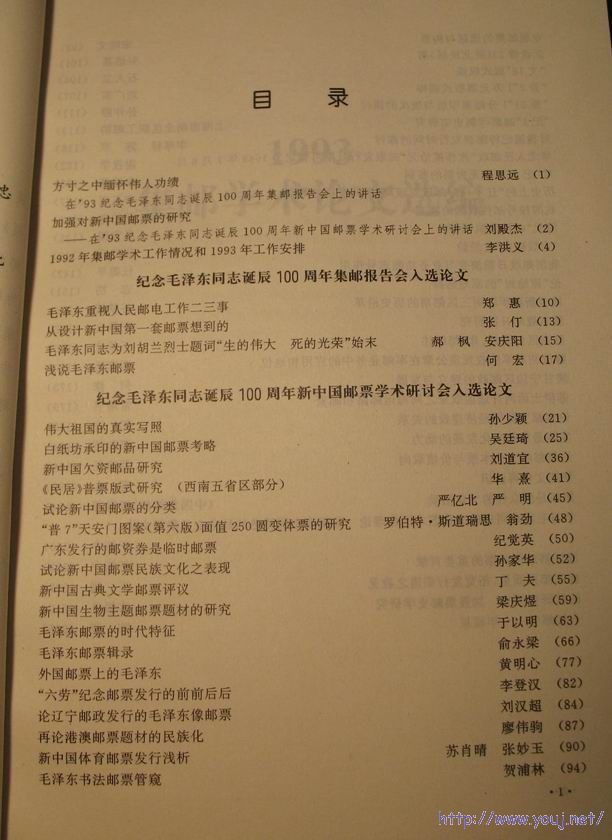 目 录
方寸之中缅怀伟人功绩
在'93纪念毛泽东同志诞辰100周年集邮报告会上的讲话 程思远 (1)
加强对新中国邮票的研究
——在'93纪念毛泽东同志诞辰100周年新中国邮票学术研讨会上的讲话 刘殿杰 (2)
1992年集邮学术工作情况和1993年工作安排 李洪义 (4)
纪念毛泽东同志诞辰100周年集邮报告会入选论文
毛泽东重视人民邮电工作二三事 郑 惠 (10)
从设计新中国第一套邮票想到的 张 仃 (13)
毛泽东同志为刘胡兰烈士题词“生的伟大 死的光荣”始末 郝 枫 安庆阳 (15)
浅说毛泽东邮票 何 宏 (17)
纪念毛泽东同志诞辰100周年新中国邮票学术研讨会入选论文
伟大祖国的真实写照 孙少颖 (21)
白纸坊承印的新中国邮票考略 吴廷琦 (25)
新中国欠资邮品研究 刘道宜 (36)
《民居》普票版式研究 (西南五省区部分) 华 熹 (41)
试论新中国邮票的分类 严亿北 严 明 (45)
“普7”天安门图案(第六版)面值250圆变体票的研究 罗伯特·斯道瑞思 翁劲 (48)
广东发行的邮资券是临时邮票 纪觉英 (50)
试论新中国邮票民族文化之表现 孙家华 (52)
新中国古典文学邮票评议 丁 夫 (55)
新中国生物主题邮票题材的研究 梁庆煜 (59)
毛泽东邮票的时代特征 于以明 (63)
毛泽东邮票辑录 俞永梁 (66)
外国邮票上的毛泽东 黄明心 (77)
“六劳”纪念邮票发行的前前后后 李登汉 (82)
论辽宁邮政发行的毛泽东像邮票 刘汉超 (84)
再论港澳邮票题材的民族化 廖伟驹 (87)
新中国体育邮票发行浅析 苏肖晴 张妙玉 (90)
毛泽东书法邮票管窥 贺浦林 (94)
·1·
http://www.youj.net/